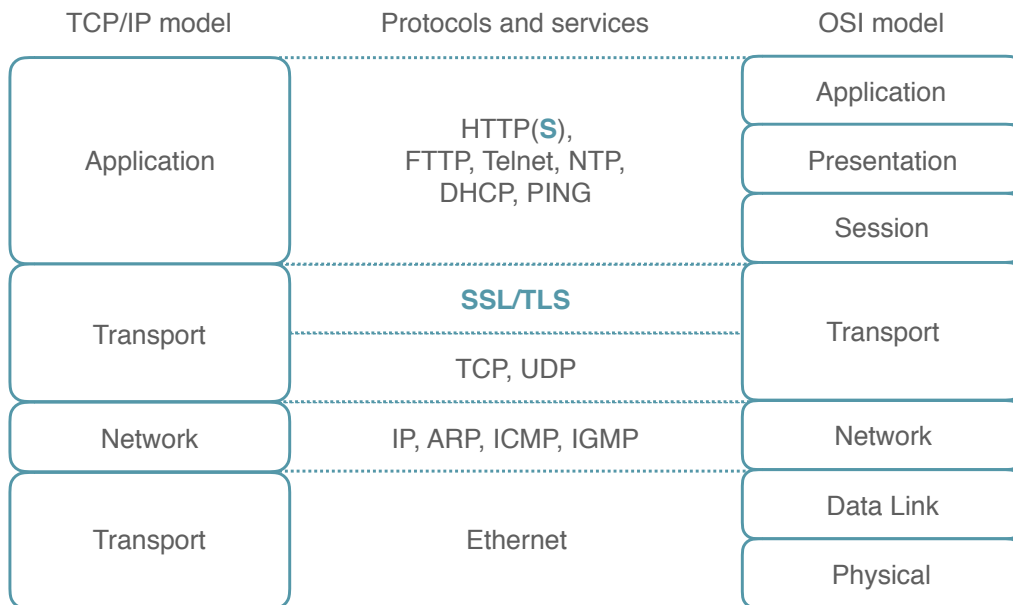 TCP/IP model
Protocols and services
OSI model
Application
HTTP(S),
FTTP, Telnet, NTP,
DHCP, PING
Application
Presentation
Session
Transport
SSL/TLS
TCP, UDP
Transport
Network
IP, ARP, ICMP, IGMP
Network
Transport
Ethernet
Data Link
Physical